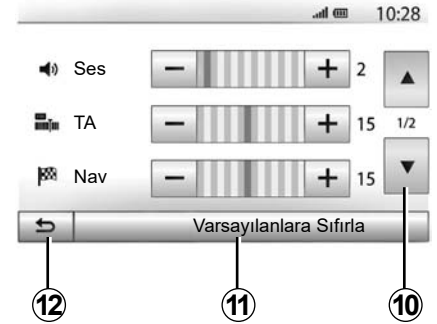 10:28
Ses − + 2
TA − + 15 1/2
Nav − + 15
Varsayılanlara Sıfırla
12 11 10